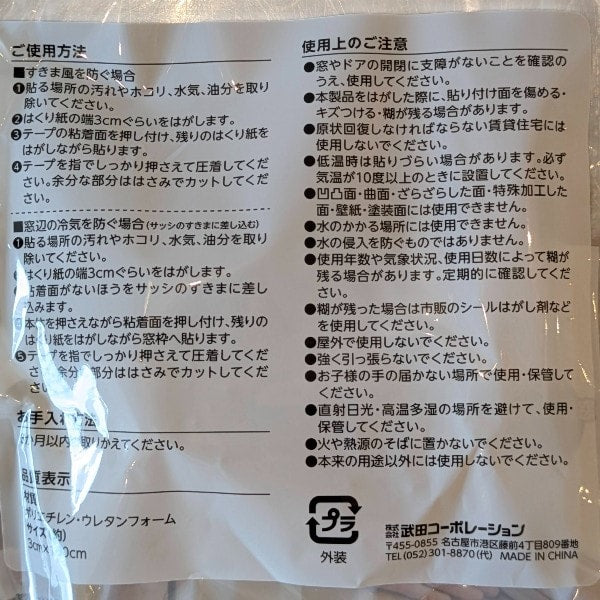 ご使用方法
■すきま風を防ぐ場合
❶貼る場所の汚れやホコリ、水気、油分を取り
除いてください。
❷はくり紙の端3cmぐらいをはがします。
❸テープの粘着面を押し付け、残りのはくり紙を
はがしながら貼ります。
❹テープを指でしっかり押さえて圧着してくだ
さい。余分な部分ははさみでカットしてください。
■窓辺の冷気を防ぐ場合(サッシのすきまに差し込む)
❶貼る場所の汚れやホコリ、水気、油分を取り
除いてください。
はくり紙の端3cmぐらいをはがします。
粘着面がないほうをサッシのすきまに差し
込みます。
を押さえながら粘着面を押し付け、残りの
はくり紙をはがしながら窓枠へ貼ります。
❺テープを指でしっかり押さえて圧着してくだ
さい。余分な部分ははさみでカットしてください。
お手入れ方法
か月以内で取りかえてください。
品質表示
材質
ポリエチレン・ウレタンフォーム
サイズ(約)
使用上のご注意
●窓やドアの開閉に支障がないことを確認の
うえ、使用してください。
●本製品をはがした際に、貼り付け面を傷める・
キズつける・糊が残る場合があります。
●原状回復しなければならない賃貸住宅には
使用しないでください。
●低温時は貼りづらい場合があります。必ず
気温が10度以上のときに設置してください。
●凹凸面・曲面・ざらざらした面・特殊加工した
面・壁紙・塗装面には使用できません。
●水のかかる場所には使用できません。
●水の侵入を防ぐものではありません。
●使用年数や気象状況、使用日数によって糊が
残る場合があります。定期的に確認してくだ
さい。
●糊が残った場合は市販のシールはがし剤など
を使用してください。
●屋外で使用しないでください。
●強く引っ張らないでください。
●お子様の手の届かない場所で使用・保管して
ください。
●直射日光・高温多湿の場所を避けて、使用・
保管してください。
●火や熱源のそばに置かないでください。
●本来の用途以外には使用しないでください。
プラ
外装
株式会社 武田コーポレーション
〒455-0855 名古屋市港区藤前4丁目809番地
TEL(052)301-8870(代) MADE IN CHINA